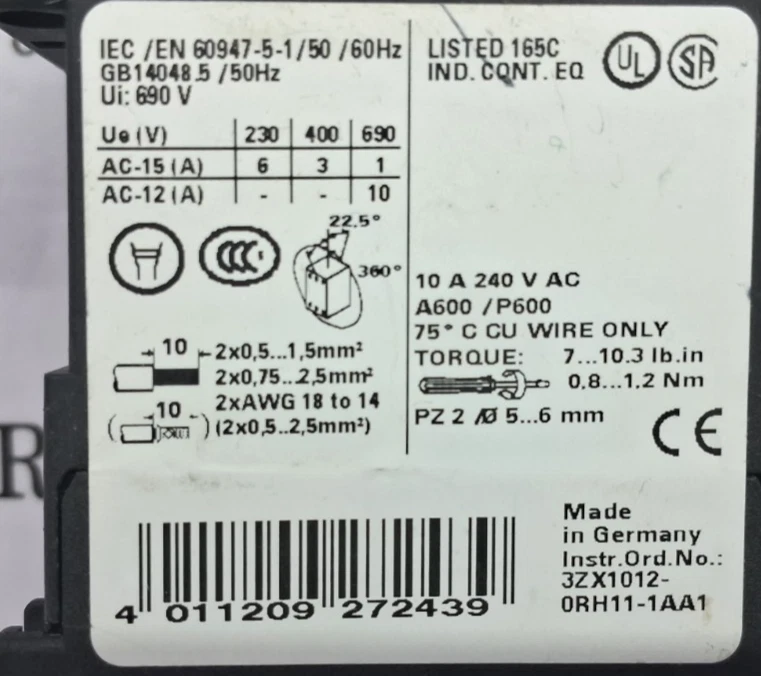 IEC /EN 60947-5-1/50 /60Hz
GB14048.5 /50Hz
Ui: 690 V
Ue (V) 230 400 690
AC-15 (A) 6 3 1
AC-12 (A) - - 10
CCC
22.5°
360°
10
2x0,5...1,5mm²
2x0,75...2,5mm²
2xAWG 18 to 14
10
(2x0,5..2,5mm²)
LISTED 165C
IND. CONT. EQ
UL
SA
10 A 240 V AC
A600 /P600
75° C CU WIRE ONLY
TORQUE: 7...10.3 lb.in
0,8...1,2 Nm
PZ 2 /Ø 5...6 mm
CE
4 011209 272439
Made
in Germany
Instr.Ord.No.:
3ZX1012-
0RH11-1AA1
R